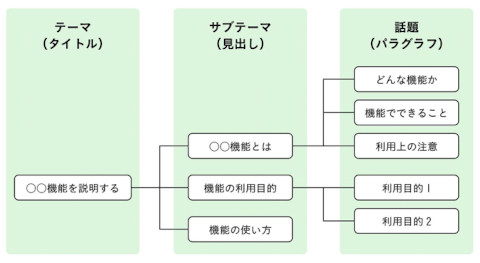 テーマ
（タイトル）
サブテーマ
（見出し）
話題
（パラグラフ）
どんな機能か
機能でできること
〇〇機能とは
利用上の注意
〇〇機能を説明する
機能の利用目的
利用目的１
利用目的２
機能の使い方